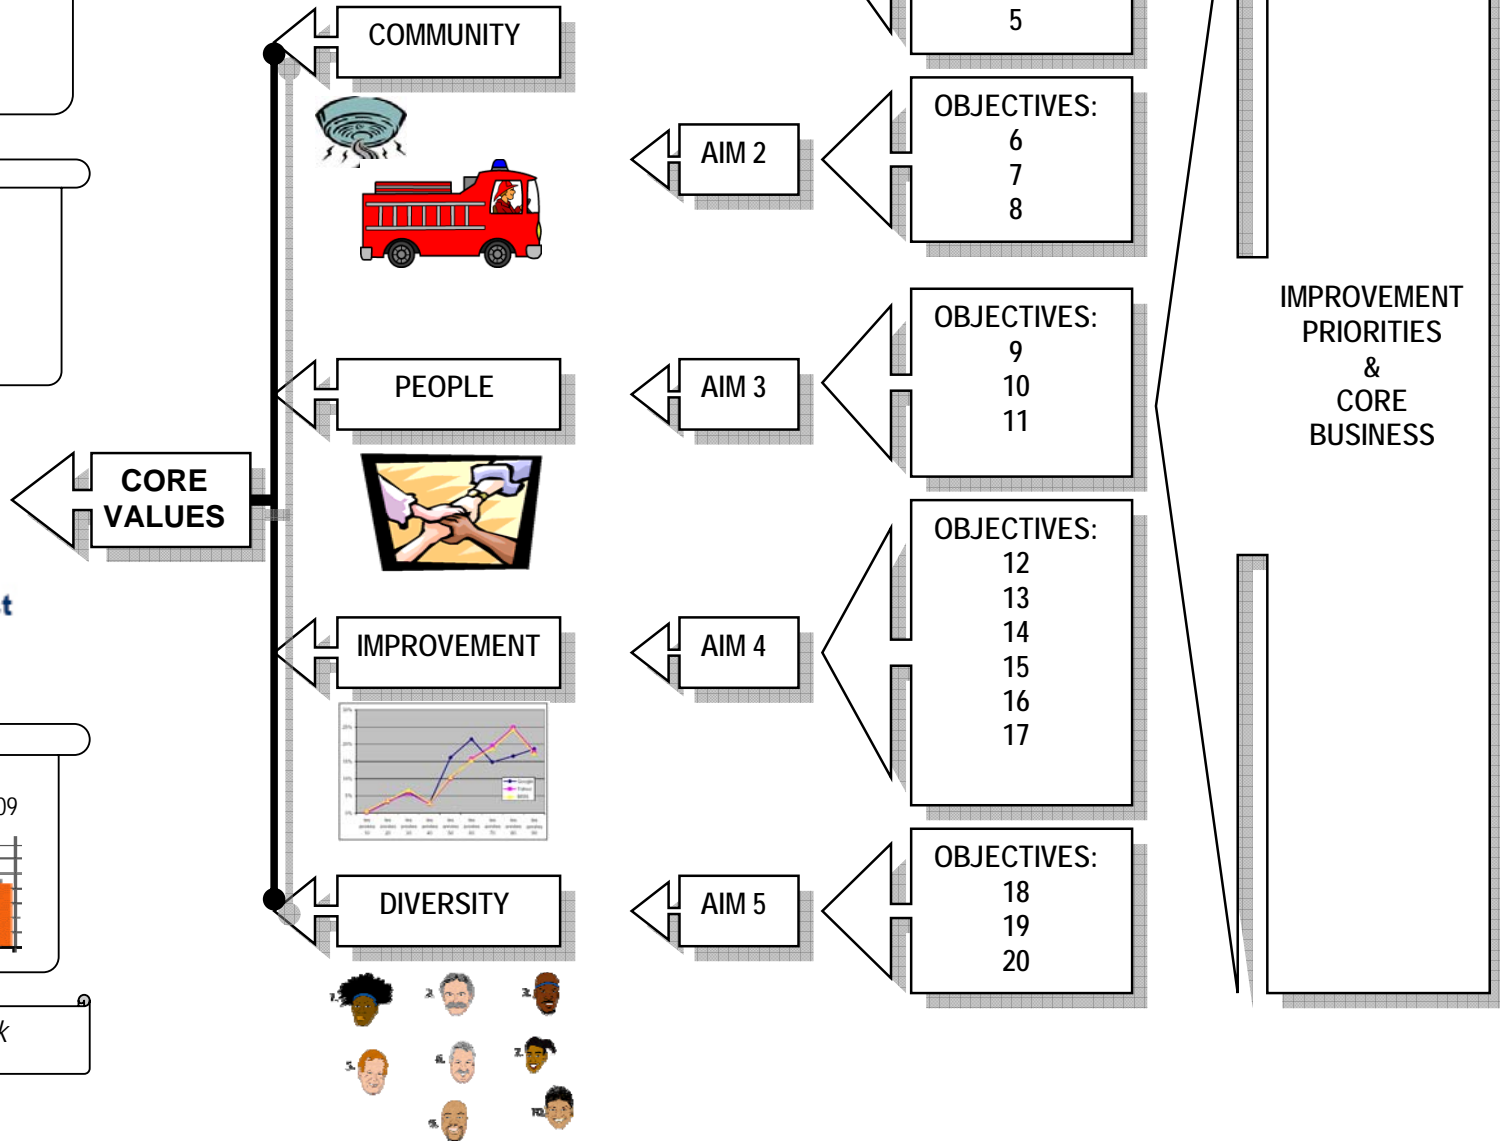 5
COMMUNITY
OBJECTIVES:
6
7
8
AIM 2
OBJECTIVES:
9
10
11
IMPROVEMENT
PRIORITIES
&
CORE
BUSINESS
PEOPLE
AIM 3
CORE
VALUES
OBJECTIVES:
12
13
14
15
16
17
IMPROVEMENT
AIM 4
OBJECTIVES:
18
19
20
DIVERSITY
AIM 5